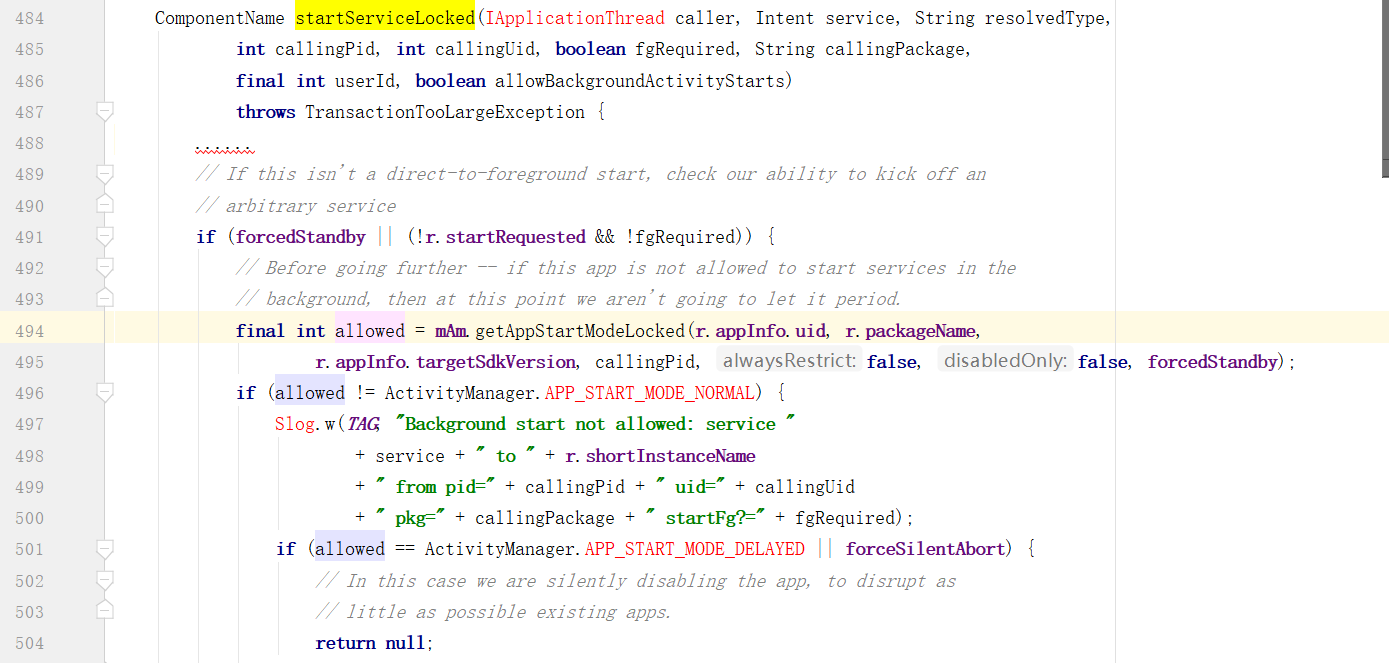 484 ComponentName startServiceLocked(IApplicationThread caller, Intent service, String resolvedType,
485 int callingPid, int callingUid, boolean fgRequired, String callingPackage,
486 final int userId, boolean allowBackgroundActivityStarts)
487 throws TransactionTooLargeException {
488 ......
489 // If this isn't a direct-to-foreground start, check our ability to kick off an
490 // arbitrary service
491 if (forcedStandby || (!r.startRequested && !fgRequired)) {
492 // Before going further -- if this app is not allowed to start services in the
493 // background, then at this point we aren't going to let it period.
494 final int allowed = mAm.getAppStartModeLocked(r.appInfo.uid, r.packageName,
495 r.appInfo.targetSdkVersion, callingPid, alwaysRestrict: false, disabledOnly: false, forcedStandby);
496 if (allowed != ActivityManager.APP_START_MODE_NORMAL) {
497 Slog.w(TAG, "Background start not allowed: service "
498 + service + " to " + r.shortInstanceName
499 + " from pid=" + callingPid + " uid=" + callingUid
500 + " pkg=" + callingPackage + " startFg?=" + fgRequired);
501 if (allowed == ActivityManager.APP_START_MODE_DELAYED || forceSilentAbort) {
502 // In this case we are silently disabling the app, to disrupt as
503 // little as possible existing apps.
504 return null;